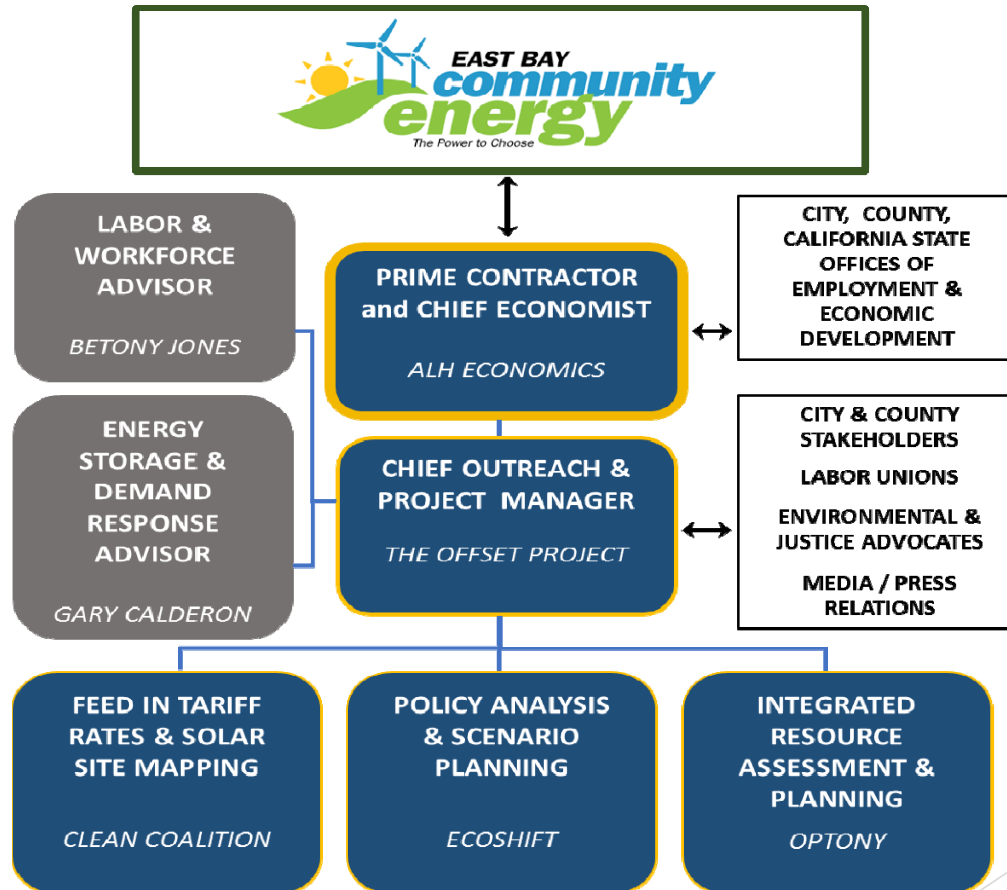 EAST BAY
community
energy
The Power to Choose
LABOR &
WORKFORCE
ADVISOR
BETONY JONES
PRIME CONTRACTOR
and CHIEF ECONOMIST
ALH ECONOMICS
CITY, COUNTY,
CALIFORNIA STATE
OFFICES OF
EMPLOYMENT &
ECONOMIC
DEVELOPMENT
ENERGY
STORAGE &
DEMAND
RESPONSE
ADVISOR
GARY CALDERON
CHIEF OUTREACH &
PROJECT MANAGER
THE OFFSET PROJECT
CITY & COUNTY
STAKEHOLDERS
LABOR UNIONS
ENVIRONMENTAL &
JUSTICE ADVOCATES
MEDIA / PRESS
RELATIONS
FEED IN TARIFF
RATES & SOLAR
SITE MAPPING
CLEAN COALITION
POLICY ANALYSIS
& SCENARIO
PLANNING
ECOSHIFT
INTEGRATED
RESOURCE
ASSESSMENT &
PLANNING
OPTONY